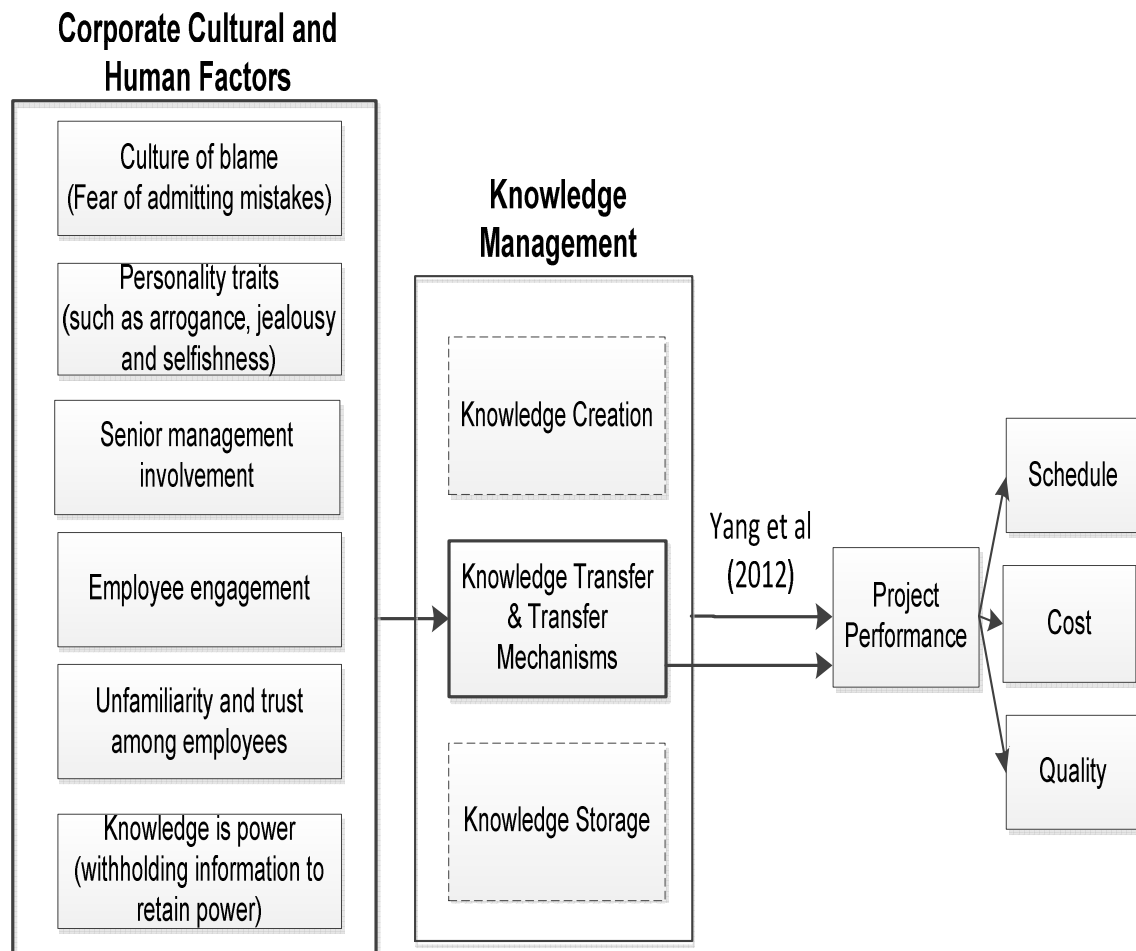 Corporate Cultural and
Human Factors
Culture of blame
(Fear of admitting mistakes)
Personality traits
(such as arrogance, jealousy
and selfishness)
Senior management
involvement
Employee engagement
Unfamiliarity and trust
among employees
Knowledge is power
(withholding information to
retain power)
Knowledge
Management
Knowledge Creation
Knowledge Transfer
& Transfer
Mechanisms
Knowledge Storage
Yang et al
(2012)
Project
Performance
Schedule
Cost
Quality